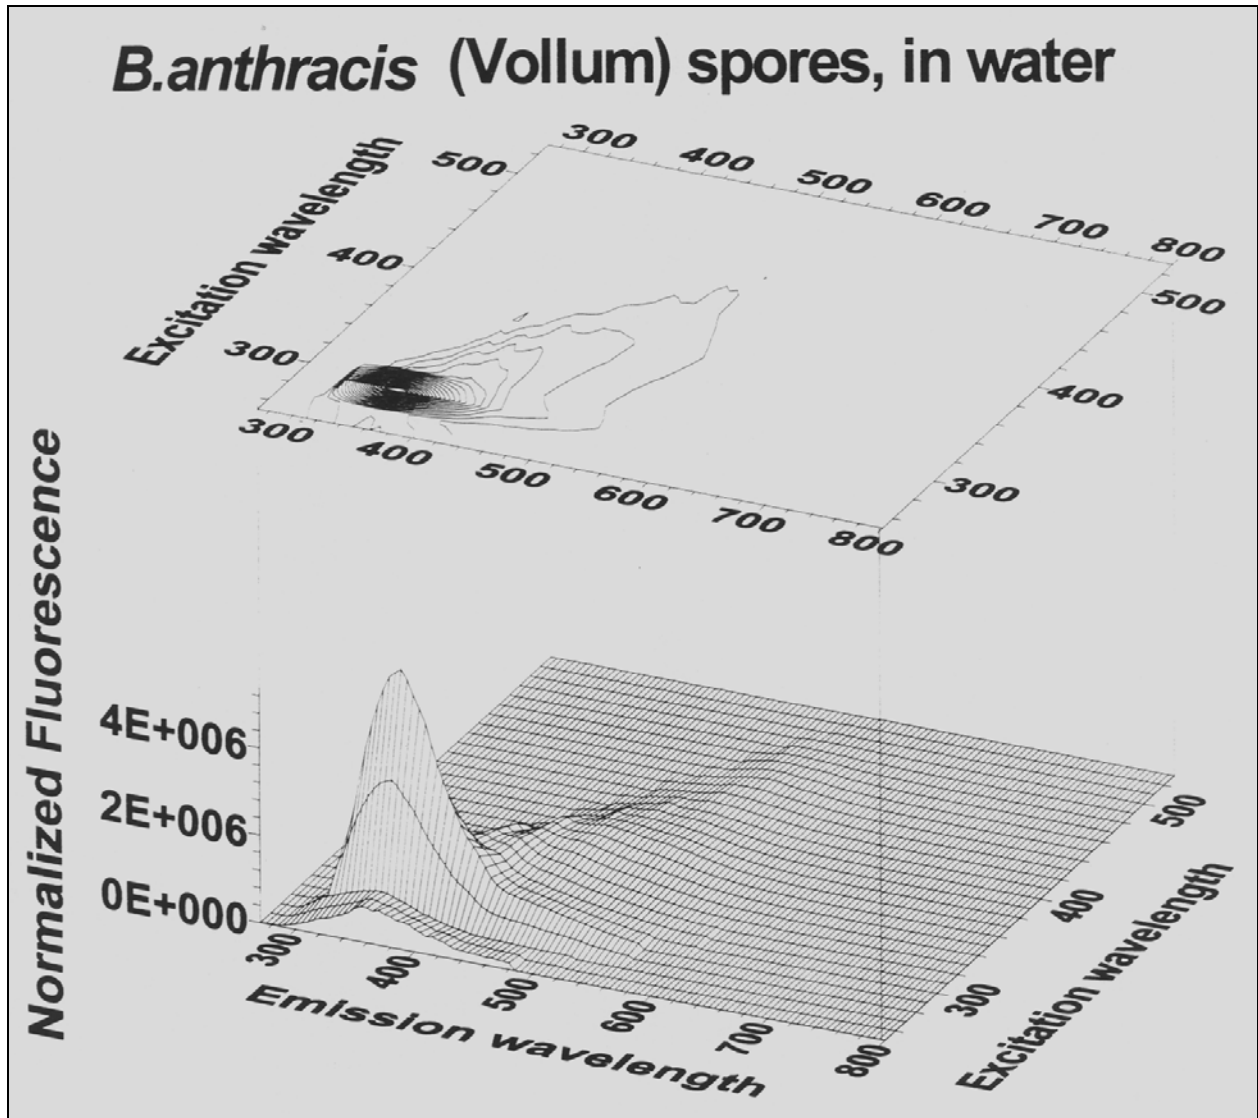 B.anthracis (Vollum) spores, in water
300 400 500 600 700 800
Excitation wavelength
500
400
300
500
400
300
300 400 500 600 700 800
Normalized Fluorescence
4E+006
2E+006
0E+000
300 400 500 600 700 800
Emission wavelength
500
400
300
Excitation wavelength